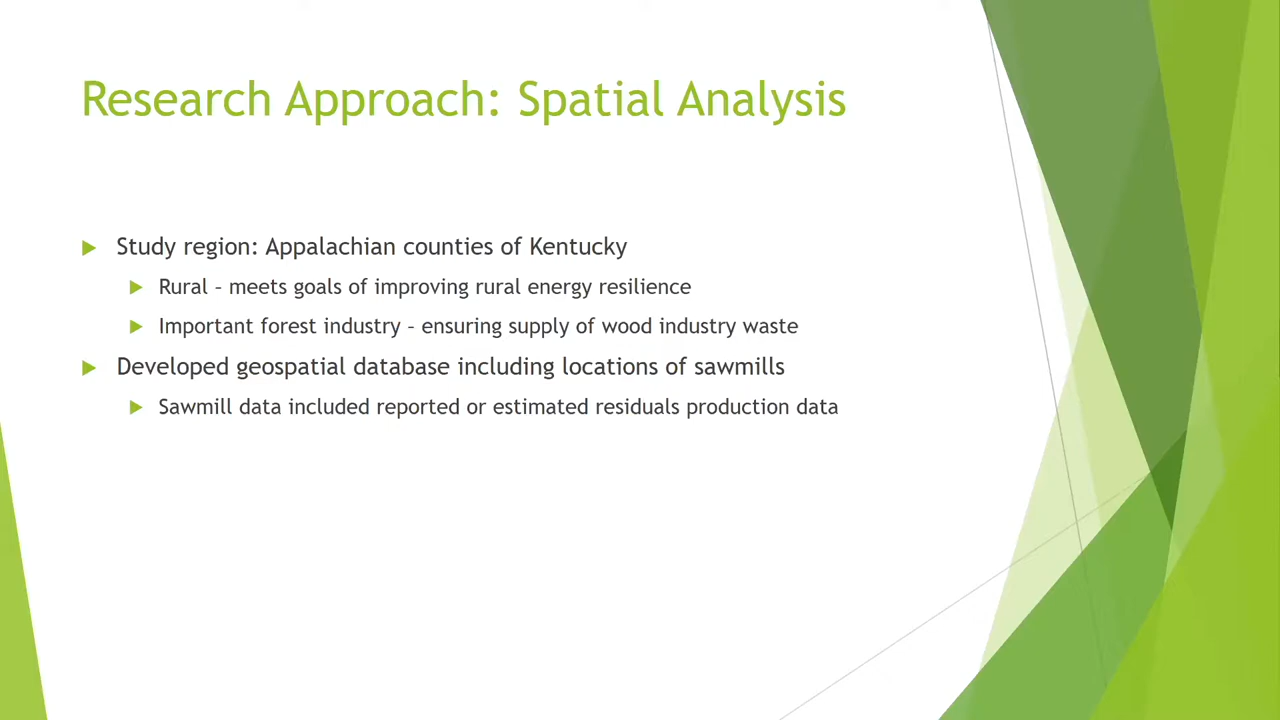 Research Approach: Spatial Analysis
Study region: Appalachian counties of Kentucky
Rural – meets goals of improving rural energy resilience
Important forest industry – ensuring supply of wood industry waste
Developed geospatial database including locations of sawmills
Sawmill data included reported or estimated residuals production data